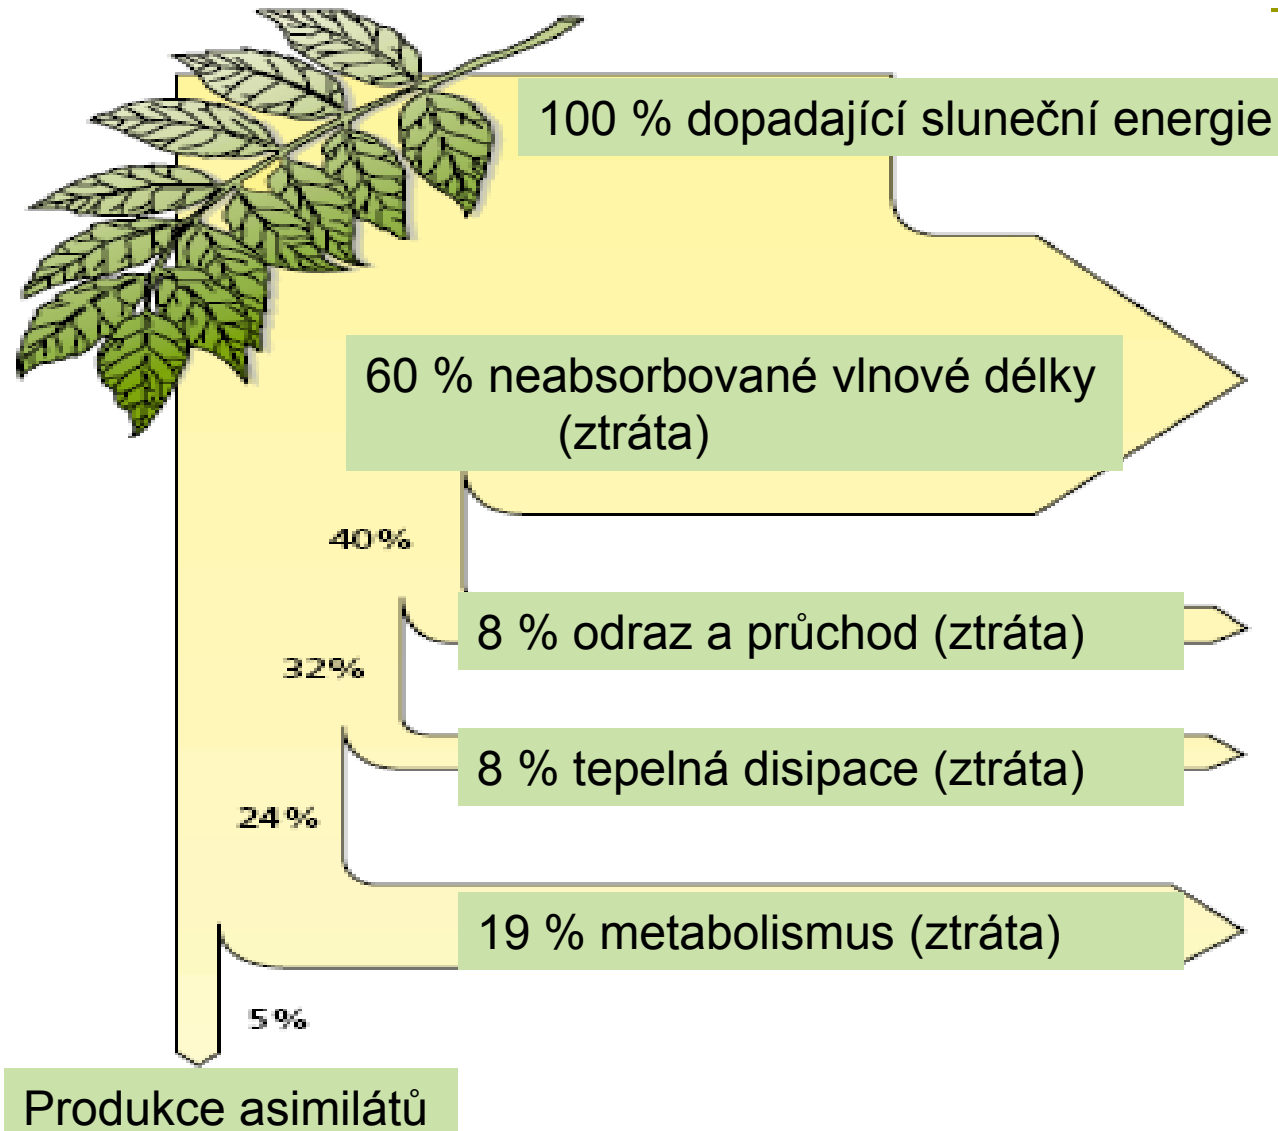 100 % dopadající sluneční energie
60 % neabsorbované vlnové délky
(ztráta)
40%
8 % odraz a průchod (ztráta)
32%
8 % tepelná disipace (ztráta)
24%
19 % metabolismus (ztráta)
5%
Produkce asimilátů